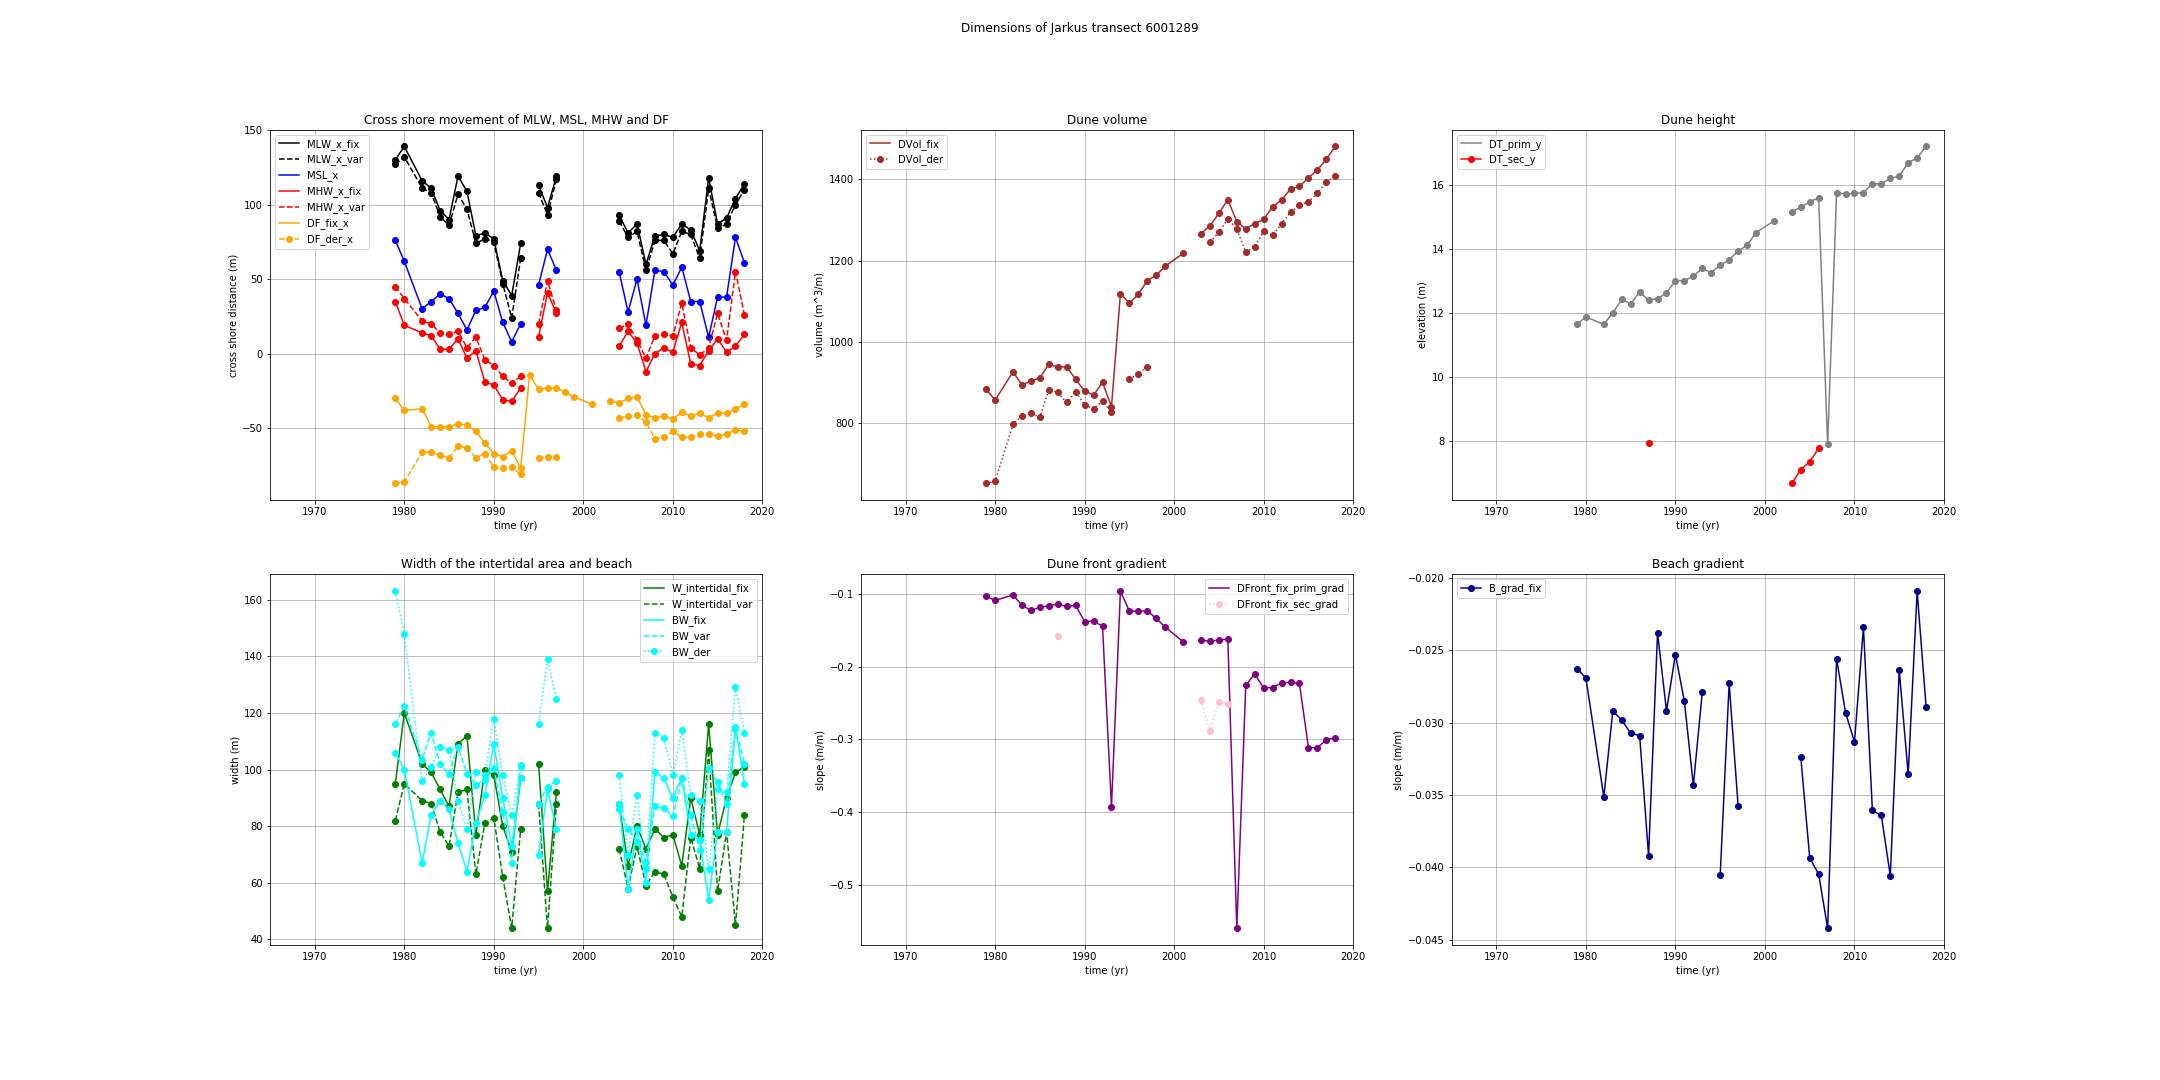 Dimensions of Jarkus transect 6001289
Cross shore movement of MLW, MSL, MHW and DF
150
100
50
0
−50
cross shore distance (m)
MLW_x_fix
MLW_x_var
MSL_x
MHW_x_fix
MHW_x_var
DF_fix_x
DF_der_x
1970 1980 1990 2000 2010 2020
time (yr)
Dune volume
1400
1200
1000
800
volume (m^3/m)
DVol_fix
DVol_der
1970 1980 1990 2000 2010 2020
time (yr)
Dune height
16
14
12
10
8
elevation (m)
DT_prim_y
DT_sec_y
1970 1980 1990 2000 2010 2020
time (yr)
Width of the intertidal area and beach
160
140
120
100
80
60
40
width (m)
W_intertidal_fix
W_intertidal_var
BW_fix
BW_var
BW_der
1970 1980 1990 2000 2010 2020
time (yr)
Dune front gradient
−0.1
−0.2
−0.3
−0.4
−0.5
slope (m/m)
DFront_fix_prim_grad
DFront_fix_sec_grad
1970 1980 1990 2000 2010 2020
time (yr)
Beach gradient
−0.020
−0.025
−0.030
−0.035
−0.040
−0.045
slope (m/m)
B_grad_fix
1970 1980 1990 2000 2010 2020
time (yr)